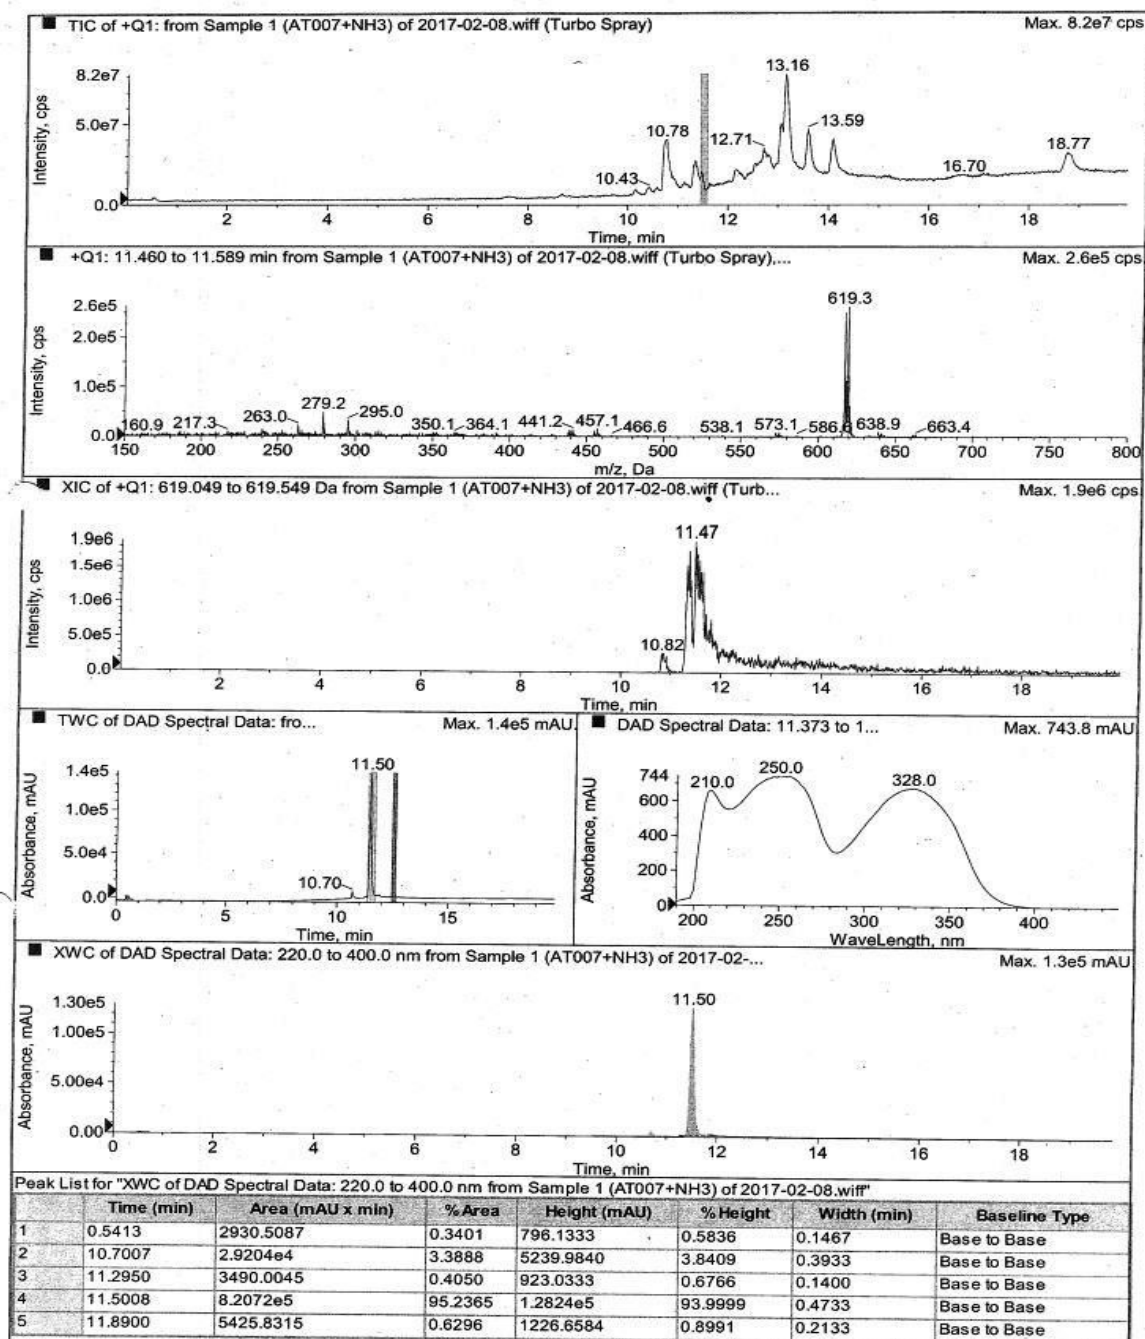 TIC of +Q1: from Sample 1 (AT007+NH3) of 2017-02-08.wiff (Turbo Spray) Max. 8.2e7 cps
8.2e7
5.0e7
0.0
Intensity, cps
10.43
10.78
12.71
13.16
13.59
16.70
18.77
2 4 6 8 10 12 14 16 18
Time, min
+Q1: 11.460 to 11.589 min from Sample 1 (AT007+NH3) of 2017-02-08.wiff (Turbo Spray),... Max. 2.6e5 cps
2.6e5
2.0e5
1.0e5
0.0
Intensity, cps
160.9 217.3 263.0 279.2 295.0 350.1 364.1 441.2 457.1 466.6 538.1 573.1 586. 619.3 638.9 663.4
150 200 250 300 350 400 450 500 550 600 650 700 750 800
m/z, Da
XIC of +Q1: 619.049 to 619.549 Da from Sample 1 (AT007+NH3) of 2017-02-08.wiff (Turb... Max. 1.9e6 cps
1.9e6
1.5e6
1.0e6
5.0e5
0.0
Intensity, cps
10.82
11.47
2 4 6 8 10 12 14 16 18
Time, min
TWC of DAD Spectral Data: fro... Max. 1.4e5 mAU
1.4e5
1.0e5
5.0e4
0.0
Absorbance, mAU
10.70
11.50
0 5 10 15
Time, min
DAD Spectral Data: 11.373 to 1... Max. 743.8 mAU
744
600
400
200
0
Absorbance, mAU
210.0 250.0 328.0
200 250 300 350 400
WaveLength, nm
XWC of DAD Spectral Data: 220.0 to 400.0 nm from Sample 1 (AT007+NH3) of 2017-02-... Max. 1.3e5 mAU
1.30e5
1.00e5
5.00e4
0.00
Absorbance, mAU
11.50
0 2 4 6 8 10 12 14 16 18
Time, min
Peak List for "XWC of DAD Spectral Data: 220.0 to 400.0 nm from Sample 1 (AT007+NH3) of 2017-02-08.wiff"
Time (min) Area (mAU x min) % Area Height (mAU) % Height Width (min) Baseline Type
1 0.5413 2930.5087 0.3401 796.1333 0.5836 0.1467 Base to Base
2 10.7007 2.9204e4 3.3888 5239.9840 3.8409 0.3933 Base to Base
3 11.2950 3490.0045 0.4050 923.0333 0.6766 0.1400 Base to Base
4 11.5008 8.2072e5 95.2365 1.2824e5 93.9999 0.4733 Base to Base
5 11.8900 5425.8315 0.6296 1226.6584 0.8991 0.2133 Base to Base